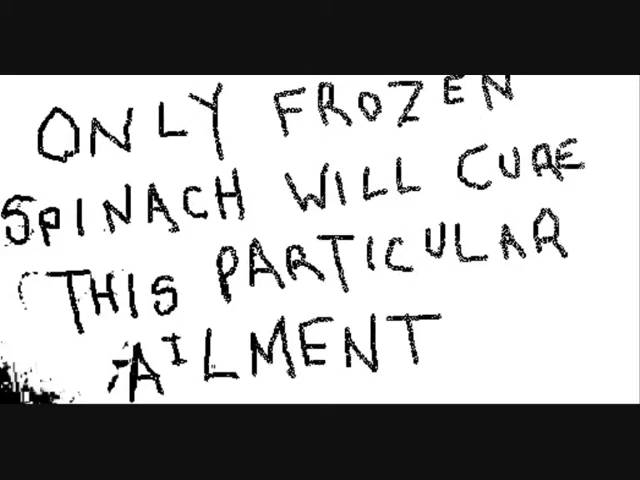 ONLY FROZEN
SPINACH WILL CURE
THIS PARTICULAR
AILMENT